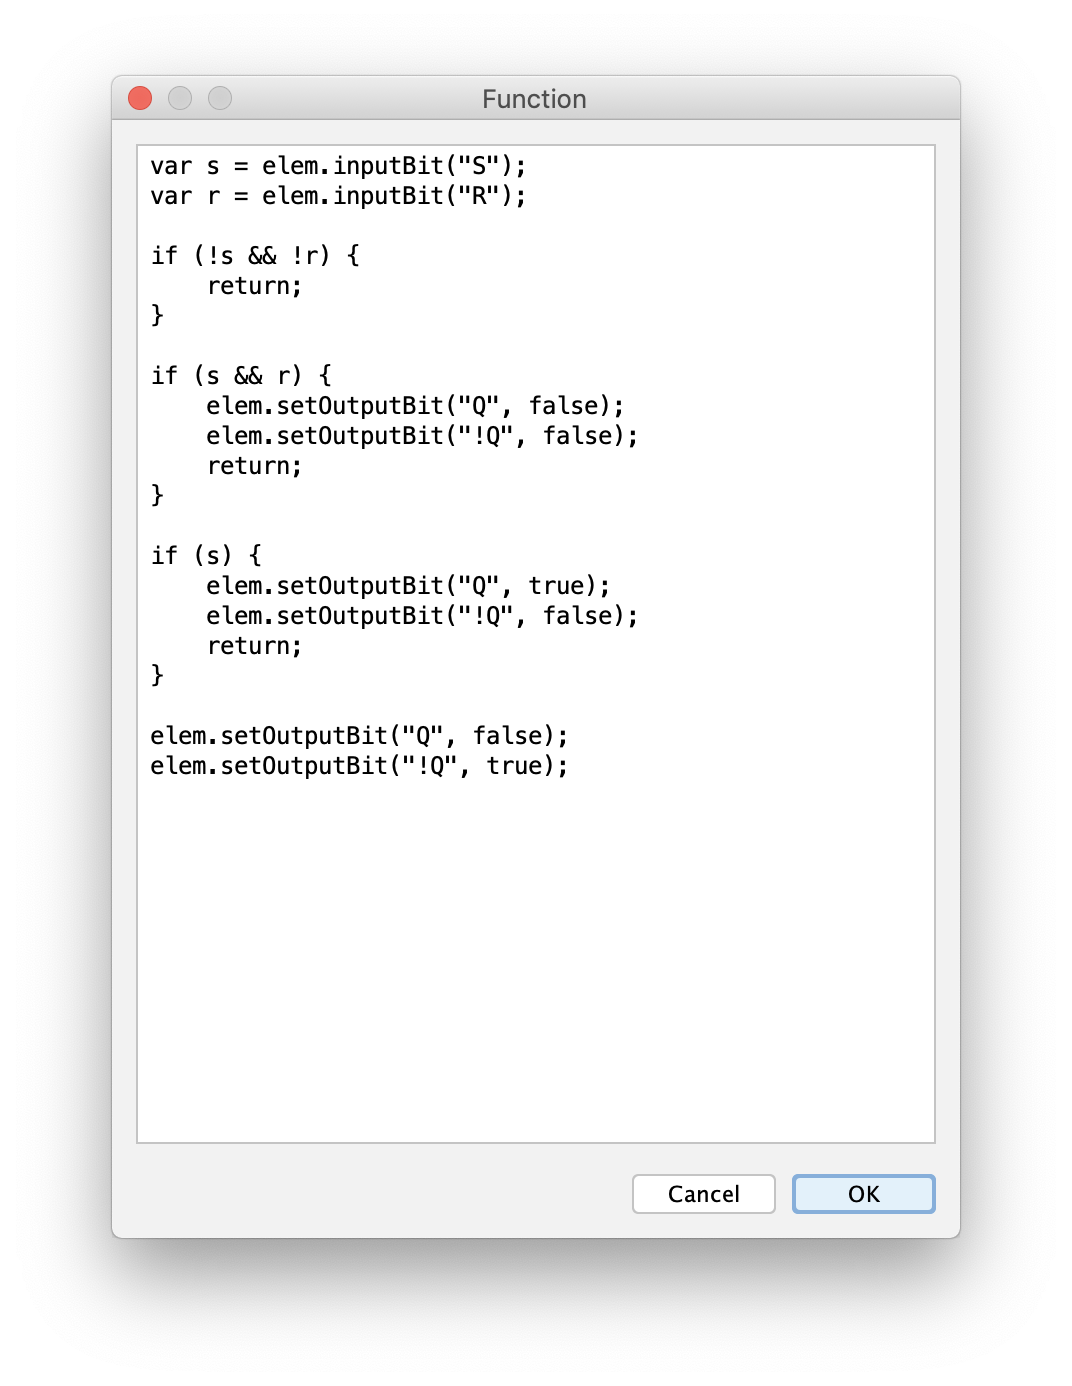 Function
var s = elem.inputBit("S");
var r = elem.inputBit("R");

if (!s && !r) {
    return;
}

if (s && r) {
    elem.setOutputBit("Q", false);
    elem.setOutputBit("!Q", false);
    return;
}

if (s) {
    elem.setOutputBit("Q", true);
    elem.setOutputBit("!Q", false);
    return;
}

elem.setOutputBit("Q", false);
elem.setOutputBit("!Q", true);
Cancel
OK